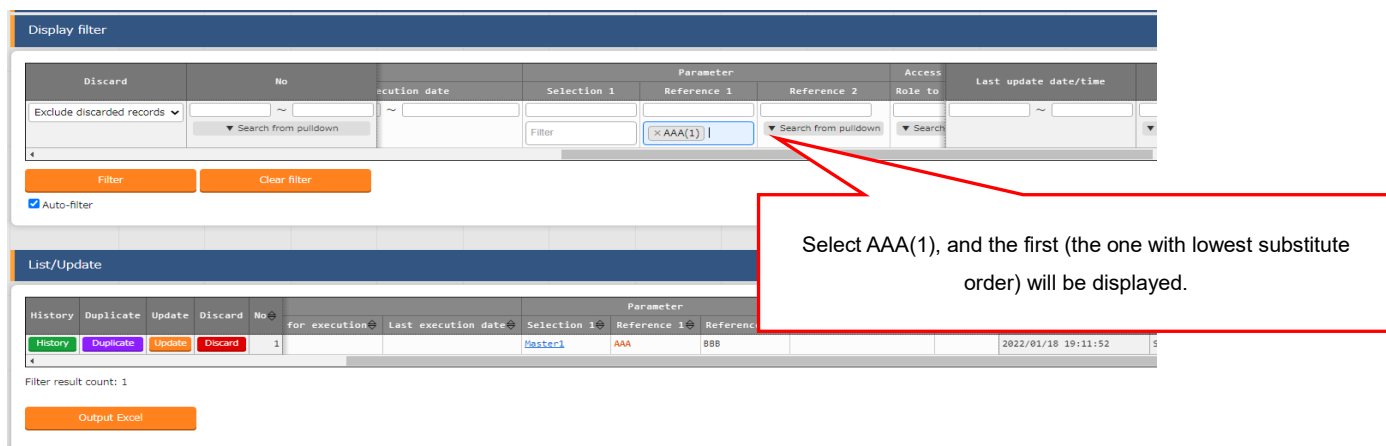 Display filter
Discard No ecution date Parameter Selection 1 Reference 1 Reference 2 Access Role to Last update date/time
Exclude discarded records ~ ~ ~
▼ Search from pulldown Filter ×AAA(1) ▼ Search from pulldown ▼ Search ▼
Filter Clear filter
Auto-filter
Select AAA(1), and the first (the one with lowest substitute
order) will be displayed.
List/Update
History Duplicate Update Discard No for execution Last execution date Parameter Selection 1 Reference 1 Referenc
History Duplicate Update Discard 1 Master1 AAA BBB 2022/01/18 19:11:52 S
Filter result count: 1
Output Excel